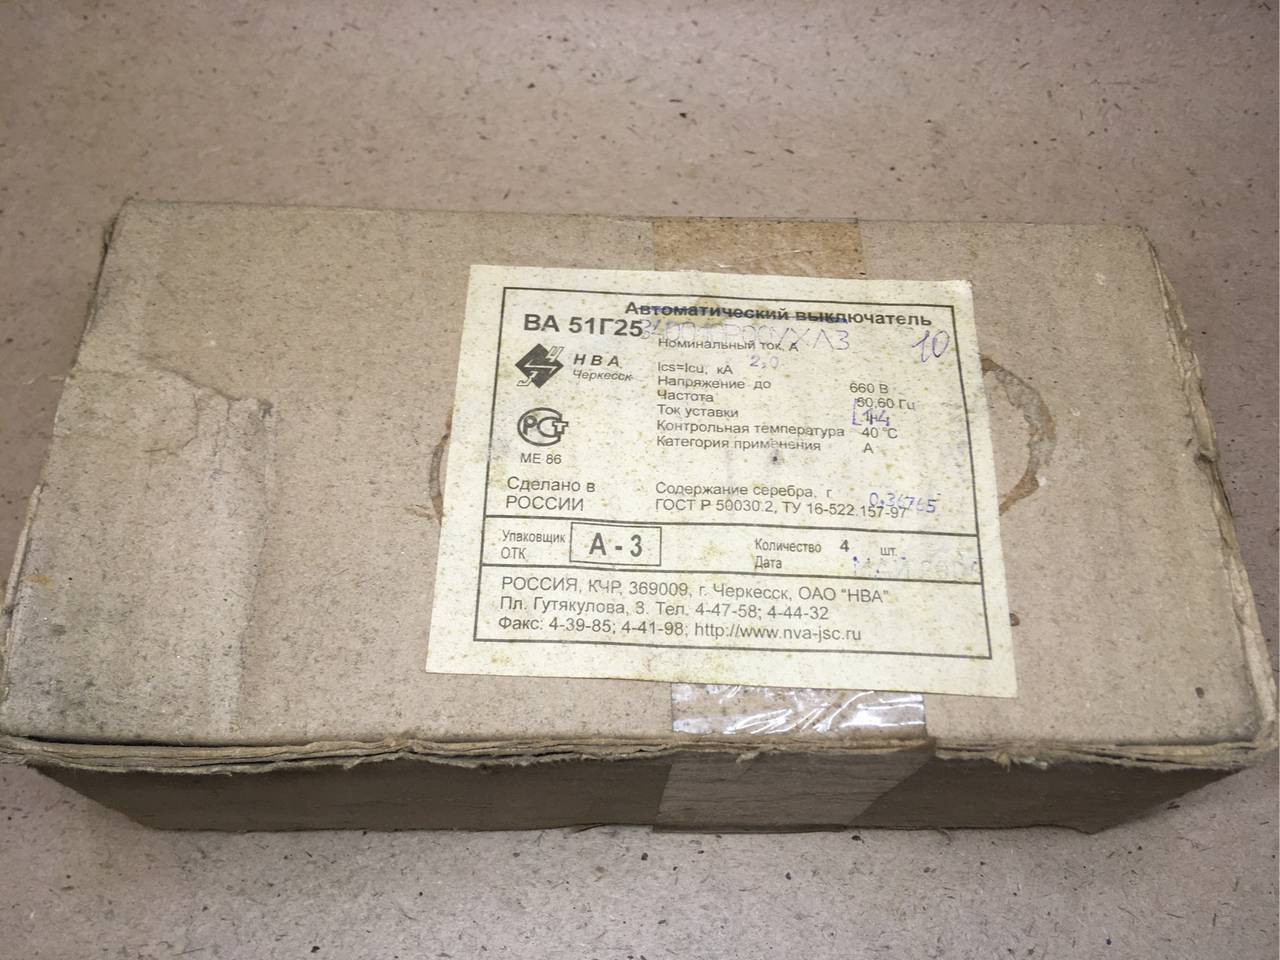 Автоматический выключатель
ВА 51Г25
УХЛ3
10
Номинальный ток, А
НВА
Черкесск
Ics=Icu, кА 2,0
Напряжение до 660 В
Частота 50,60 Гц
Ток уставки
Контрольная температура 40 °С
Категория применения А
РСТ
МЕ 86
Сделано в
РОССИИ
Содержание серебра, г 0,36765
ГОСТ Р 50030.2, ТУ 16-522.157-97
Упаковщик
ОТК
А - 3
Количество 4 шт.
Дата
РОССИЯ, КЧР, 369009, г. Черкесск, ОАО "НВА"
Пл. Гутякулова, 3. Тел. 4-47-58; 4-44-32
Факс: 4-39-85; 4-41-98; http://www.nva-jsc.ru